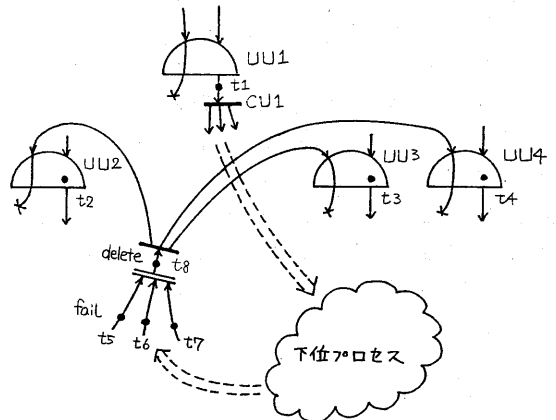 UU1
t1
CU1
UU2
UU3
UU4
t2
t3
t4
delete
t8
fail
t5
t6
t7
下位プロセス